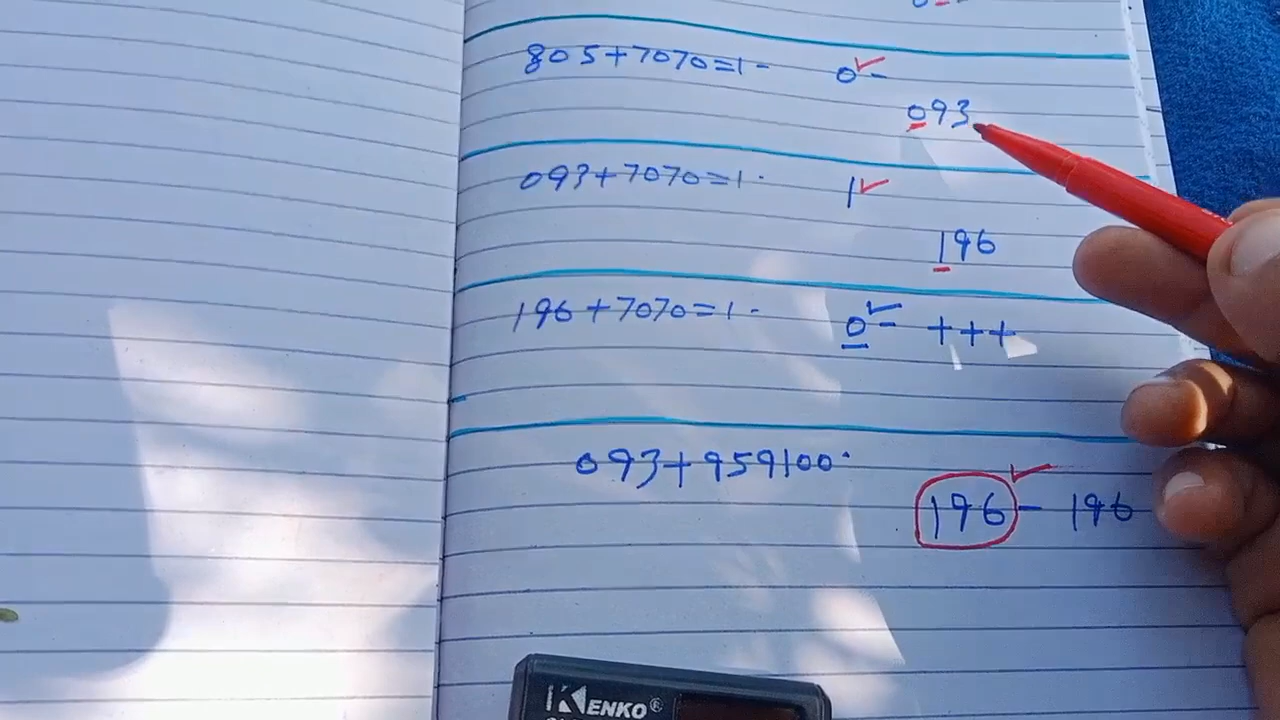 805+7070=1- 0-
093
093+7070=1. 1
196
196+7070=1- 0- +++
093+959100.
196 - 196
KENKO®